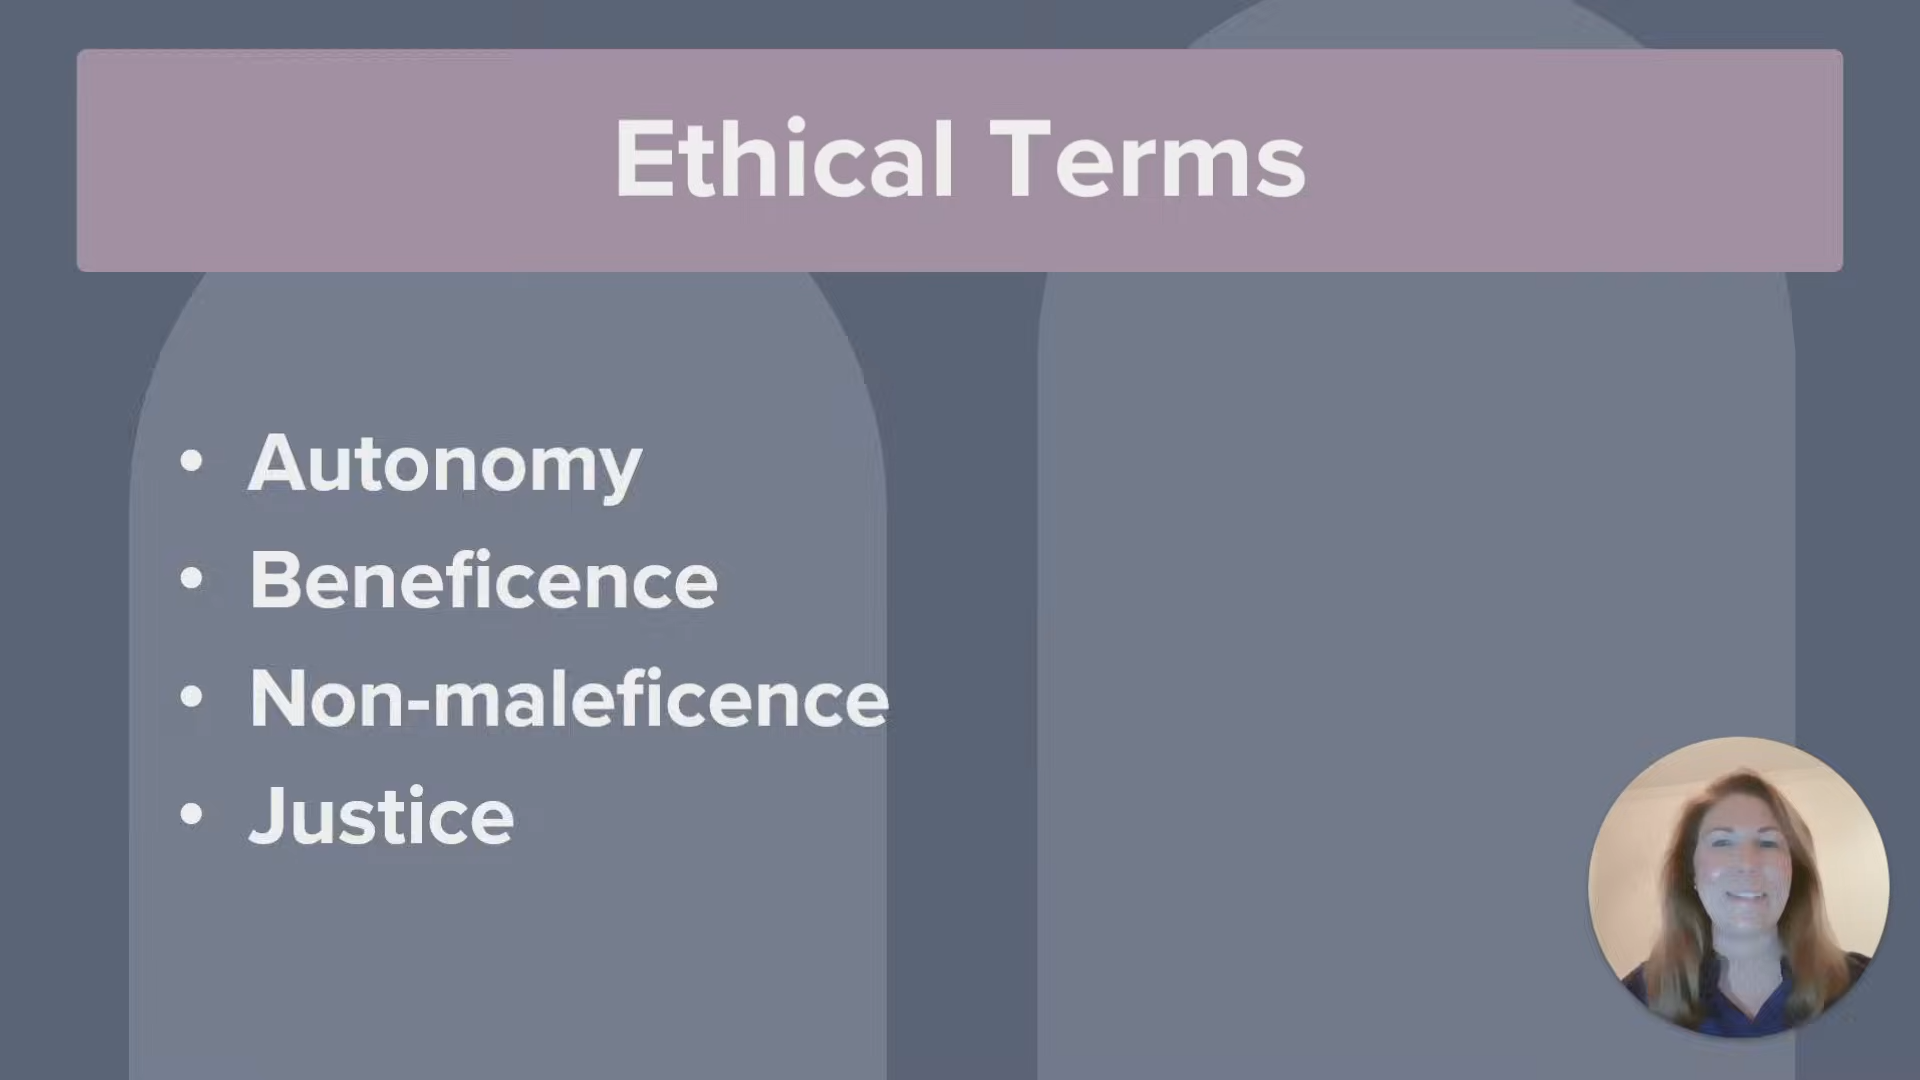 Ethical Terms
• Autonomy
• Beneficence
• Non-maleficence
• Justice